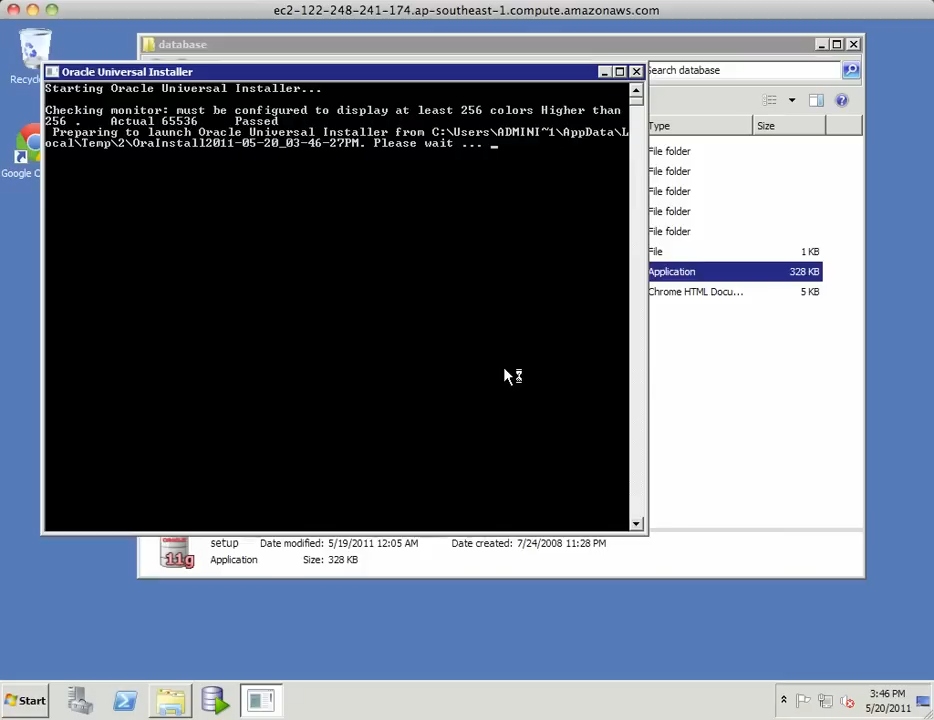 ec2-122-248-241-174.ap-southeast-1.compute.amazonaws.com
Recyc
Google C
database
Search database
Type
Size
File folder
File folder
File folder
File folder
File folder
File
1 KB
Application
328 KB
Chrome HTML Docu...
5 KB
Oracle Universal Installer
Starting Oracle Universal Installer...
Checking monitor: must be configured to display at least 256 colors Higher than
256 .    Actual 65536    Passed
Preparing to launch Oracle Universal Installer from C:\Users\ADMINI~1\AppData\L
ocal\Temp\2\OraInstall2011-05-20_03-46-27PM. Please wait ... _
11g
setup
Date modified: 5/19/2011 12:05 AM
Date created: 7/24/2008 11:28 PM
Application
Size: 328 KB
Start
3:46 PM
5/20/2011